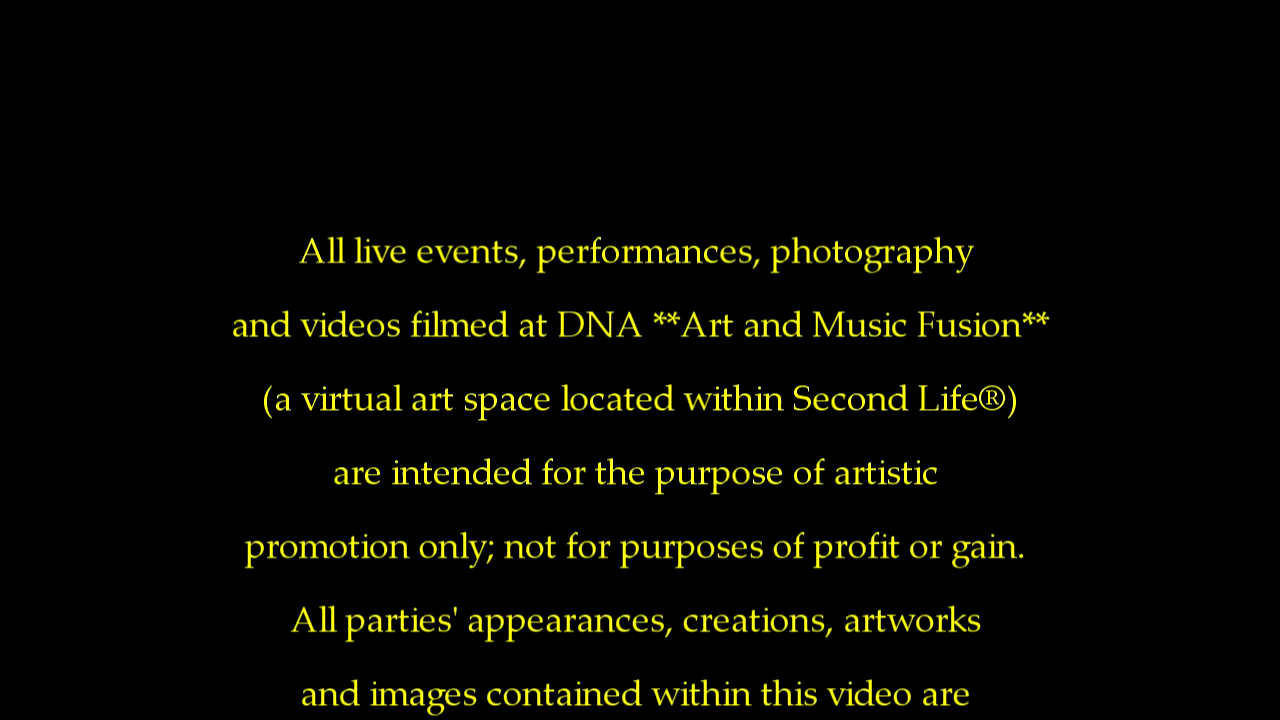 All live events, performances, photography
and videos filmed at DNA **Art and Music Fusion**
(a virtual art space located within Second Life®)
are intended for the purpose of artistic
promotion only; not for purposes of profit or gain.
All parties' appearances, creations, artworks
and images contained within this video are